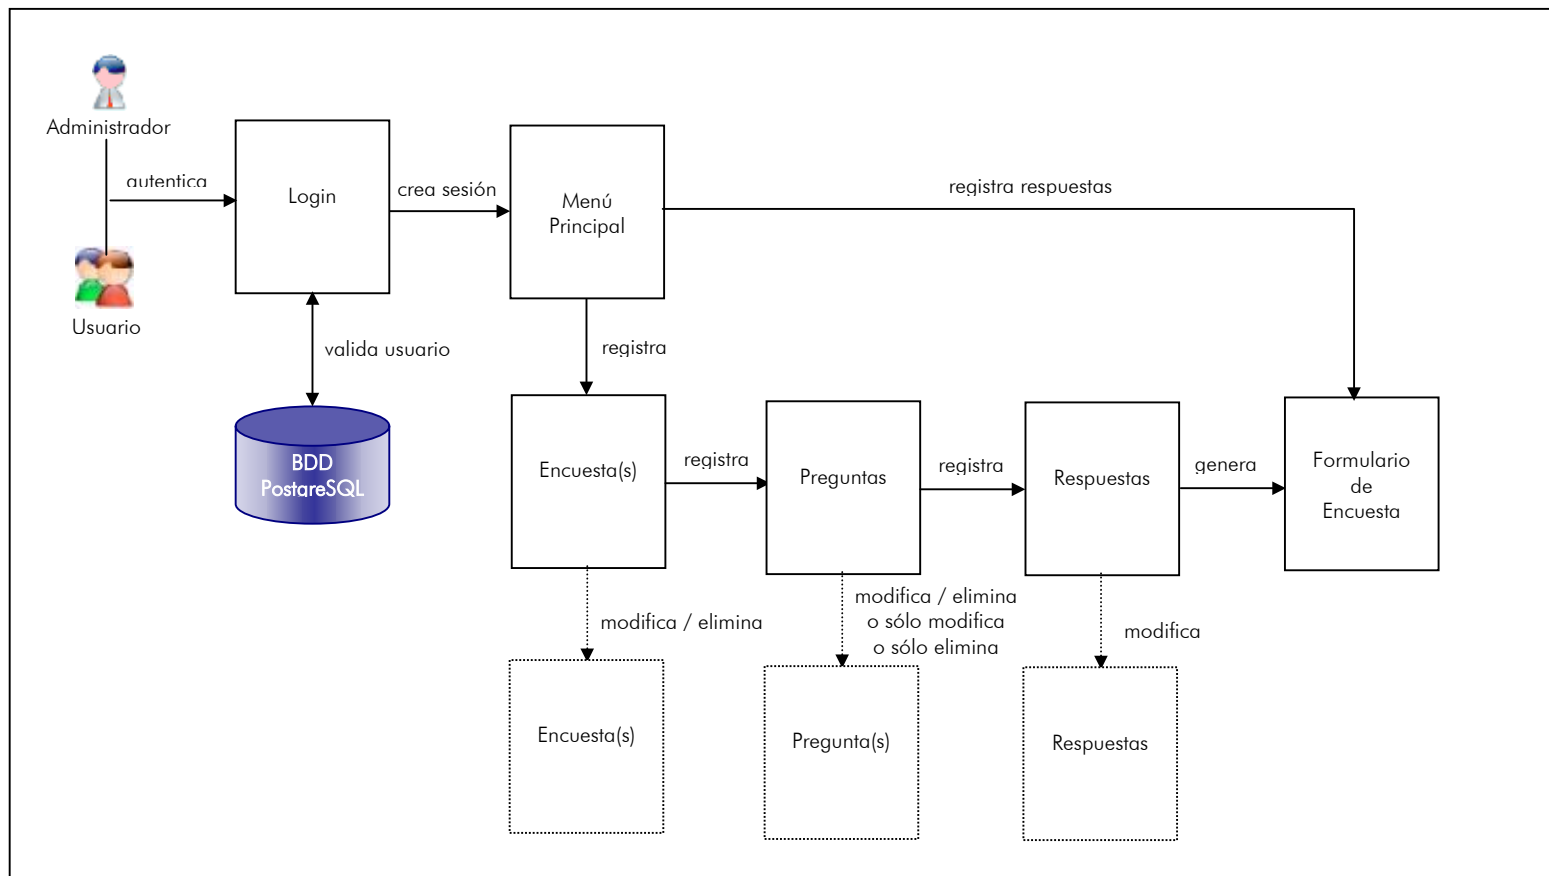 Administrador
autentica
Login
crea sesión
Menú
Principal
registra respuestas
Usuario
valida usuario
registra
BDD
PostgreSQL
Encuesta(s)
registra
Preguntas
registra
Respuestas
genera
Formulario
de
Encuesta
modifica / elimina
modifica / elimina
o sólo modifica
o sólo elimina
modifica
Encuesta(s)
Pregunta(s)
Respuestas